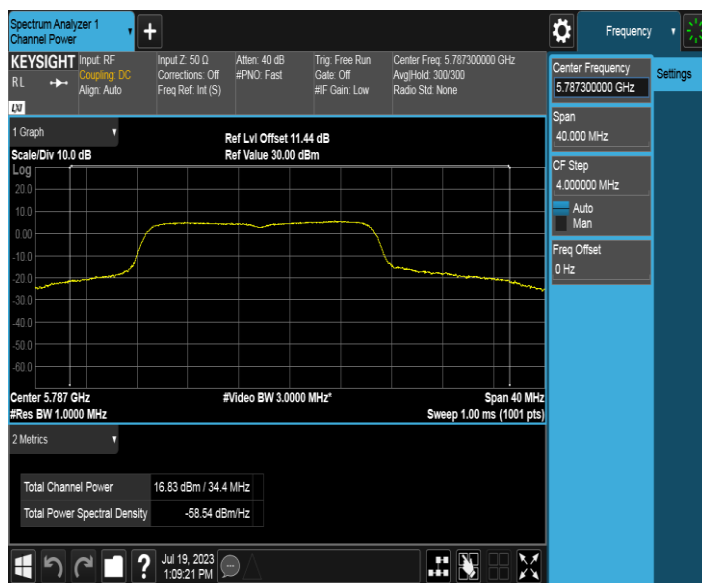 Spectrum Analyzer 1
Channel Power
+
Frequency
KEYSIGHT
RL
LXI
Input: RF
Coupling: DC
Align: Auto
Input Z: 50 Ω
Corrections: Off
Freq Ref: Int (S)
Atten: 40 dB
#PNO: Fast
Trig: Free Run
Gate: Off
#IF Gain: Low
Center Freq: 5.787300000 GHz
Avg|Hold: 300/300
Radio Std: None
Center Frequency
5.787300000 GHz
Settings
Span
40.000 MHz
CF Step
4.000000 MHz
Auto
Man
Freq Offset
0 Hz
1 Graph
Scale/Div 10.0 dB
Ref Lvl Offset 11.44 dB
Ref Value 30.00 dBm
Log
20.0
10.0
0.00
-10.0
-20.0
-30.0
-40.0
-50.0
-60.0
Center 5.787 GHz
#Video BW 3.0000 MHz*
Span 40 MHz
#Res BW 1.0000 MHz
Sweep 1.00 ms (1001 pts)
2 Metrics
Total Channel Power 16.83 dBm / 34.4 MHz
Total Power Spectral Density -58.54 dBm/Hz
?
Jul 19, 2023
1:09:21 PM